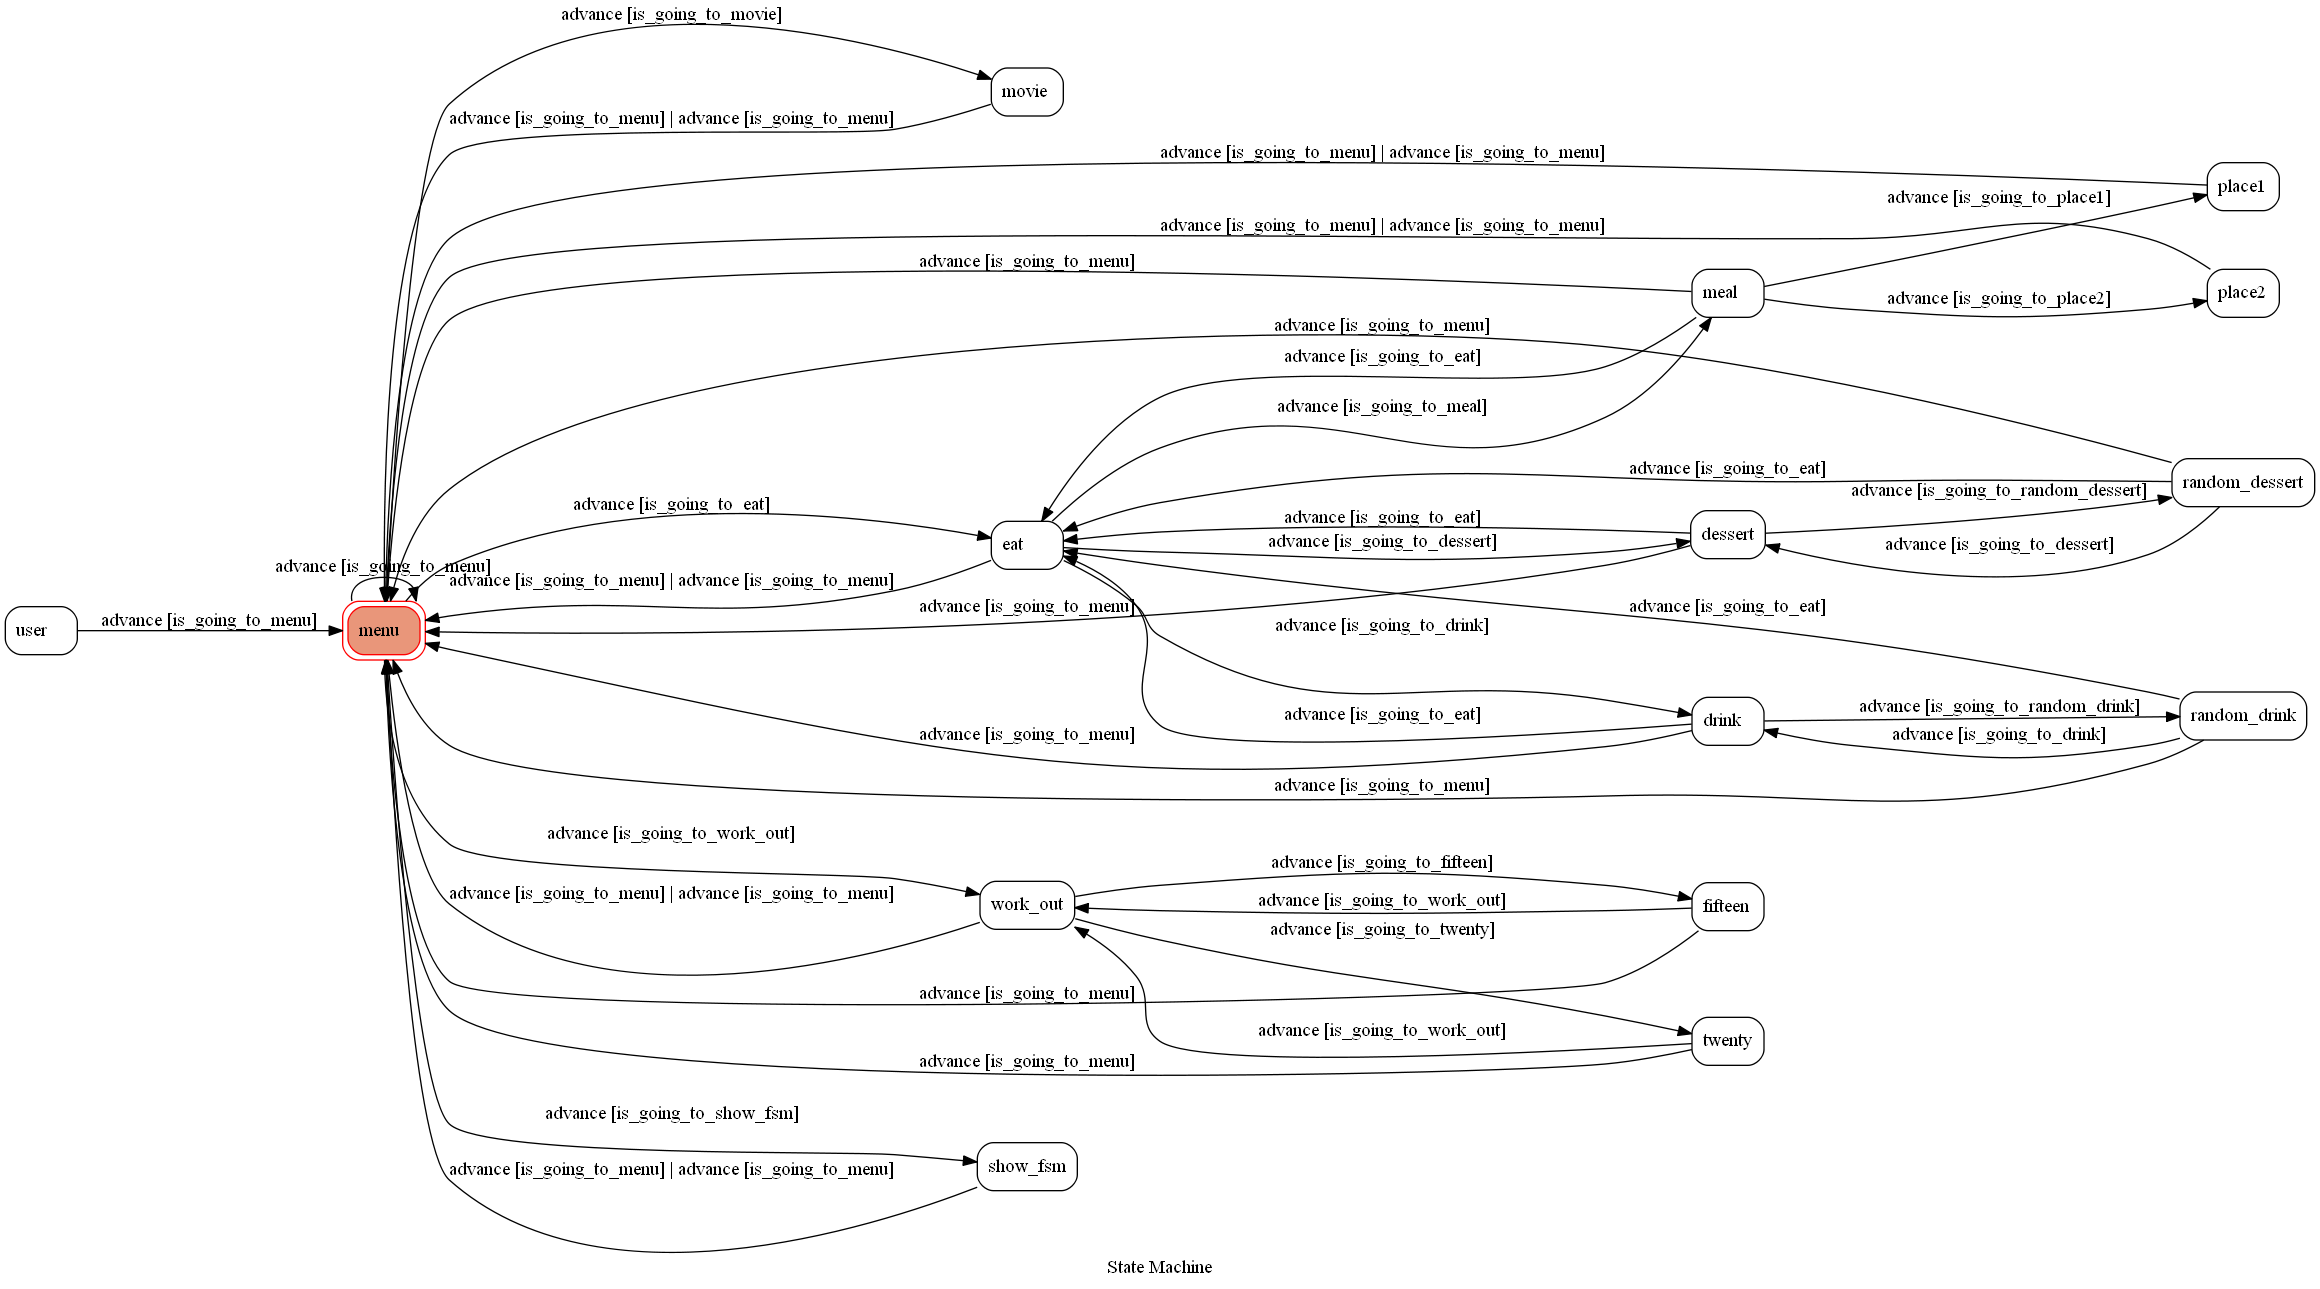 advance [is_going_to_movie]
movie
advance [is_going_to_menu] | advance [is_going_to_menu]
advance [is_going_to_menu] | advance [is_going_to_menu]
place1
advance [is_going_to_place1]
advance [is_going_to_menu] | advance [is_going_to_menu]
advance [is_going_to_menu]
meal
place2
advance [is_going_to_place2]
advance [is_going_to_menu]
advance [is_going_to_eat]
advance [is_going_to_meal]
advance [is_going_to_eat]
random_dessert
advance [is_going_to_random_dessert]
advance [is_going_to_eat]
advance [is_going_to_eat]
dessert
eat
advance [is_going_to_dessert]
advance [is_going_to_dessert]
advance [is_going_to_menu]
advance [is_going_to_menu] | advance [is_going_to_menu]
advance [is_going_to_menu]
advance [is_going_to_eat]
user
advance [is_going_to_menu]
menu
advance [is_going_to_drink]
advance [is_going_to_random_drink]
random_drink
drink
advance [is_going_to_eat]
advance [is_going_to_menu]
advance [is_going_to_drink]
advance [is_going_to_menu]
advance [is_going_to_work_out]
advance [is_going_to_fifteen]
advance [is_going_to_menu] | advance [is_going_to_menu]
work_out
advance [is_going_to_work_out]
fifteen
advance [is_going_to_twenty]
advance [is_going_to_menu]
advance [is_going_to_work_out]
twenty
advance [is_going_to_menu]
advance [is_going_to_show_fsm]
advance [is_going_to_menu] | advance [is_going_to_menu]
show_fsm
State Machine